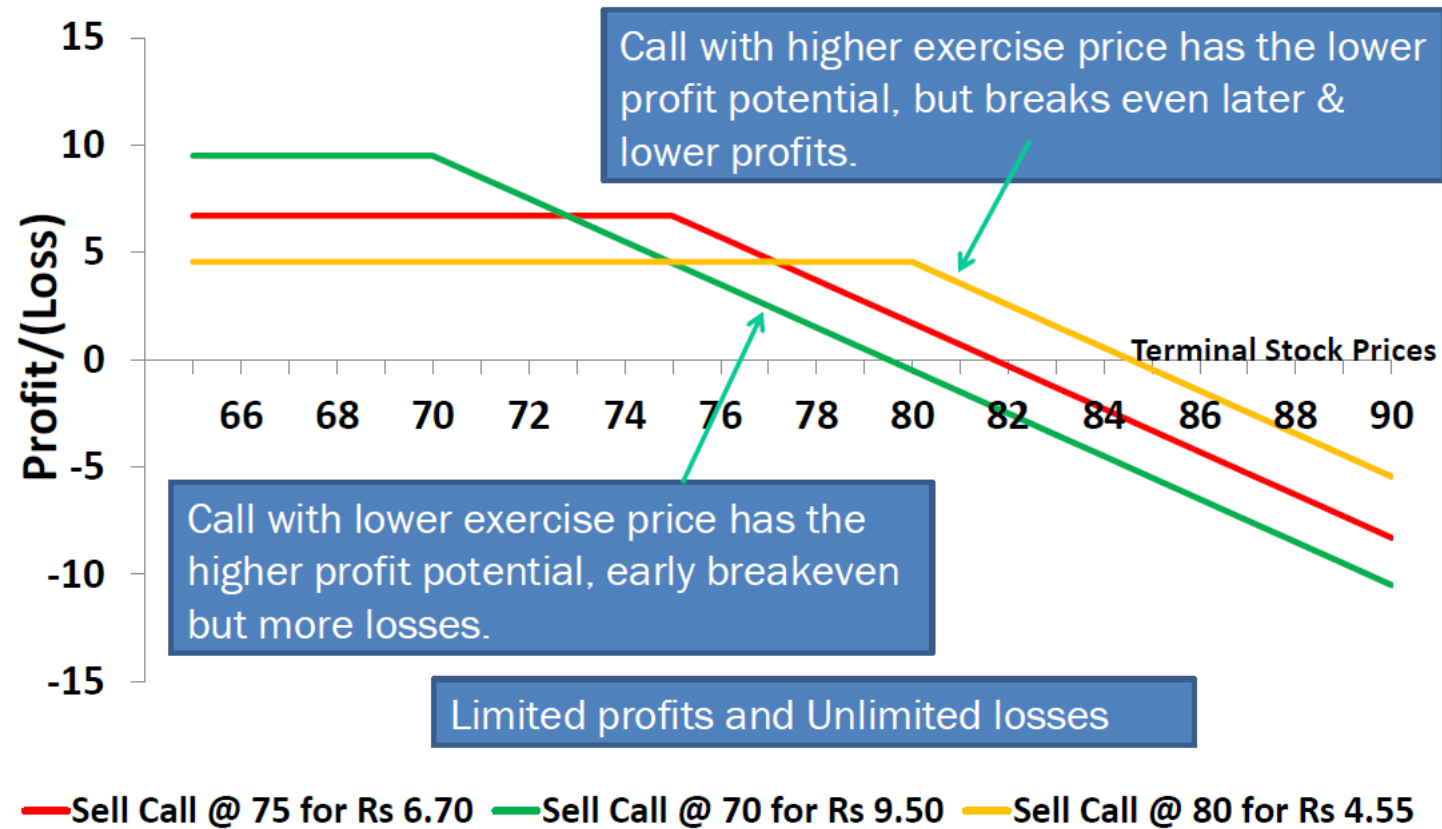 Call with higher exercise price has the lower
profit potential, but breaks even later &
lower profits.
15
10
5
0
-5
-10
-15
Profit/(Loss)
Terminal Stock Prices
66 68 70 72 74 76 78 80 82 84 86 88 90
Call with lower exercise price has the
higher profit potential, early breakeven
but more losses.
Limited profits and Unlimited losses
Sell Call @ 75 for Rs 6.70 Sell Call @ 70 for Rs 9.50 Sell Call @ 80 for Rs 4.55